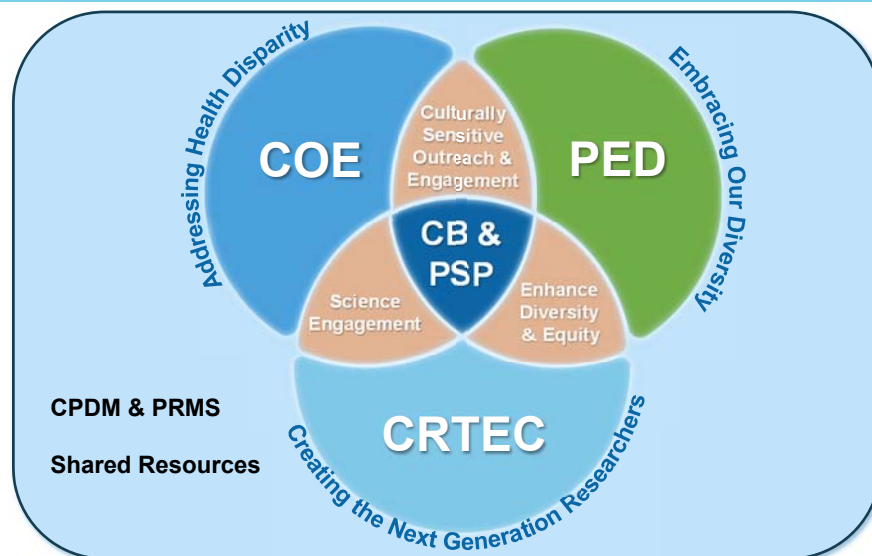 Addressing Health Disparity
Embracing Our Diversity
Culturally
Sensitive
Outreach &
Engagement
COE
PED
CB &
PSP
Science
Engagement
Enhance
Diversity
& Equity
CPDM & PRMS
Shared Resources
CRTEC
Creating the Next Generation Researchers